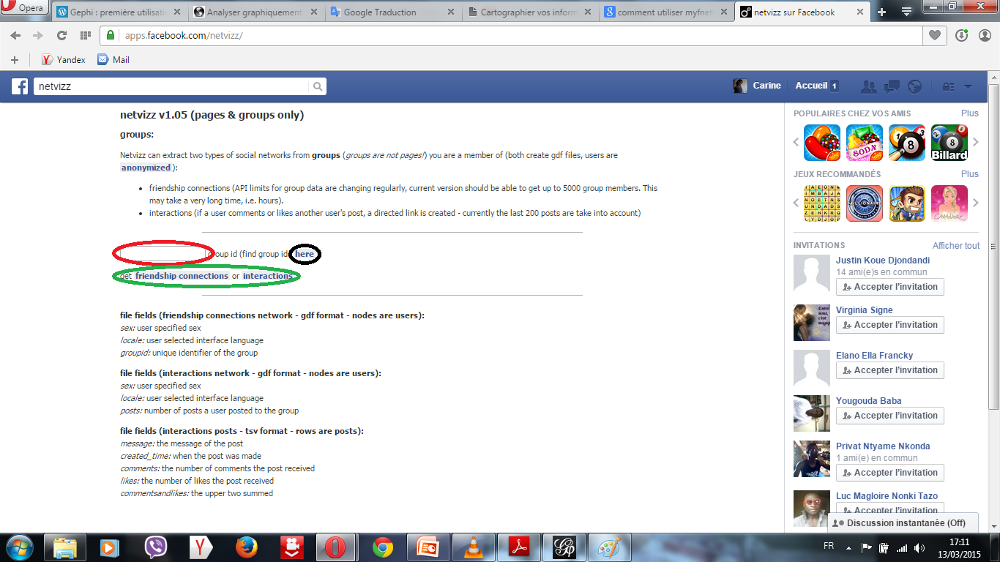 Opera
Gephi : première utilisatio
Analyser graphiquement
Google Traduction
Cartographier vos inform
comment utiliser myfnet
netvizz sur Facebook
apps.facebook.com/netvizz/
Yandex
Mail
netvizz
Carine
Accueil 1
netvizz v1.05 (pages & groups only)
groups:
Netvizz can extract two types of social networks from groups (groups are not pages!) you are a member of (both create gdf files, users are
anonymized ):
friendship connections (API limits for group data are changing regularly, current version should be able to get up to 5000 group members. This
may take a very long time, i.e. hours).
interactions (if a user comments or likes another user's post, a directed link is created - currently the last 200 posts are take into account)
group id (find group id here
get friendship connections or interactions
file fields (friendship connections network - gdf format - nodes are users):
sex: user specified sex
locale: user selected interface language
groupid: unique identifier of the group
file fields (interactions network - gdf format - nodes are users):
sex: user specified sex
locale: user selected interface language
posts: number of posts a user posted to the group
file fields (interactions posts - tsv format - rows are posts):
message: the message of the post
created_time: when the post was made
comments: the number of comments the post received
likes: the number of likes the post received
commentsandlikes: the upper two summed
POPULAIRES CHEZ VOS AMIS Plus
SODA
8
8
Billard
JEUX RECOMMANDÉS Plus
INVITATIONS Afficher tout
Justin Koue Djondandi
14 ami(e)s en commun
Accepter l'invitation
Virginia Signe
Accepter l'invitation
Elano Ella Francky
Accepter l'invitation
Yougouda Baba
Accepter l'invitation
Privat Ntyame Nkonda
1 ami(e) en commun
Accepter l'invitation
Luc Magloire Nonki Tazo
Accepter l'invitation
Discussion instantanée (Off)
FR
17:11
13/03/2015